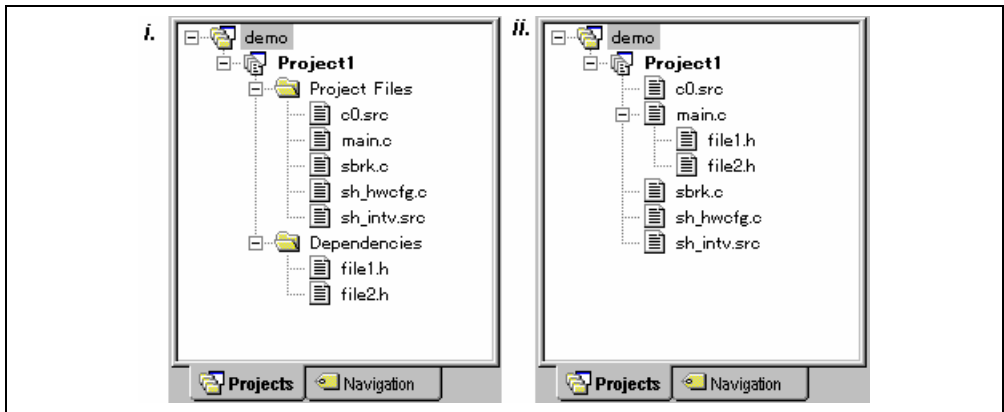 i.
demo
Project1
Project Files
c0.src
main.c
sbrk.c
sh_hwcfg.c
sh_intv.src
Dependencies
file1.h
file2.h
Projects Navigation
ii.
demo
Project1
c0.src
main.c
file1.h
file2.h
sbrk.c
sh_hwcfg.c
sh_intv.src
Projects Navigation